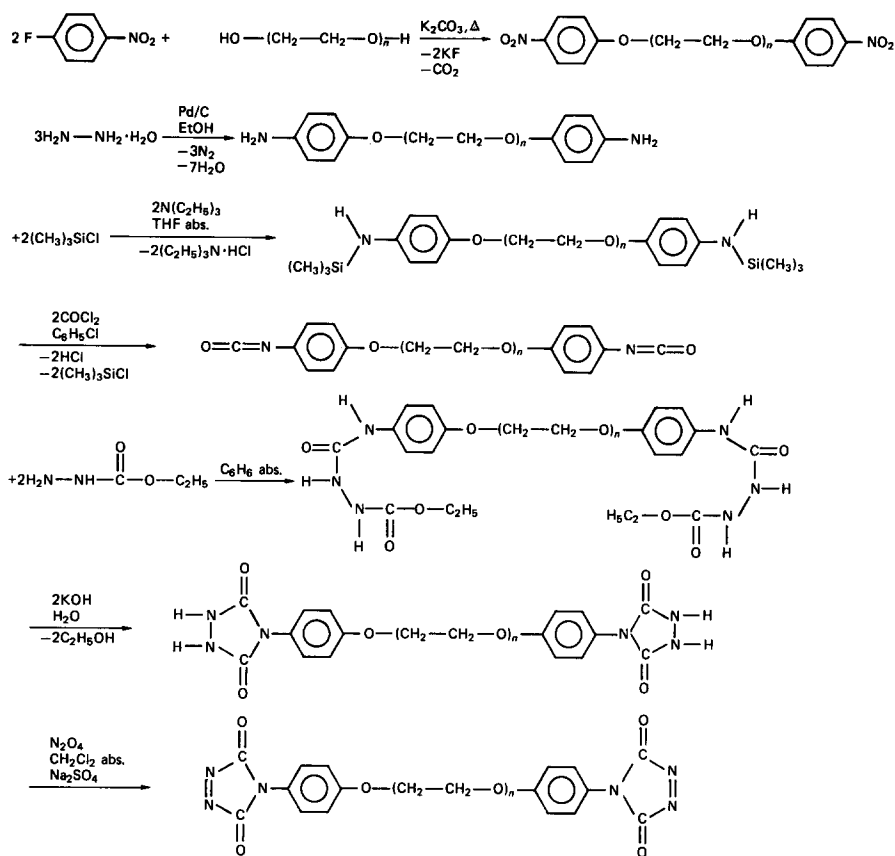 2 F NO₂ + HO—(CH₂—CH₂—O)ₙ—H K₂CO₃, Δ −2KF −CO₂ O₂N O—(CH₂—CH₂—O)ₙ NO₂
3H₂N—NH₂·H₂O Pd/C EtOH −3N₂ −7H₂O H₂N O—(CH₂—CH₂—O)ₙ NH₂
+2(CH₃)₃SiCl 2N(C₂H₅)₃ THF abs. −2(C₂H₅)₃N·HCl H N (CH₃)₃Si O—(CH₂—CH₂—O)ₙ H N Si(CH₃)₃
2COCl₂ C₆H₅Cl −2HCl −2(CH₃)₃SiCl O=C=N O—(CH₂—CH₂—O)ₙ N=C=O
+2H₂N—NH—C(=O)—O—C₂H₅ C₆H₆ abs. H N O=C H—N N—C—O—C₂H₅ H O O—(CH₂—CH₂—O)ₙ H N C=O N—H H₅C₂—O—C—N O H
2KOH H₂O −2C₂H₅OH O C H—N H—N N C O O—(CH₂—CH₂—O)ₙ O C N N—H N—H C O
N₂O₄ CH₂Cl₂ abs. Na₂SO₄ O C N=N N C O O—(CH₂—CH₂—O)ₙ O C N N=N C O